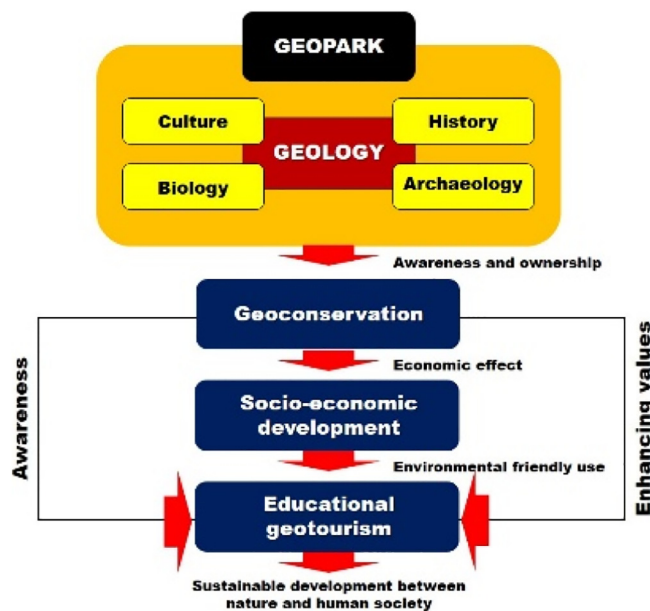 GEOPARK
Culture
History
GEOLOGY
Biology
Archaeology
Awareness and ownership
Geoconservation
Economic effect
Socio-economic
development
Environmental friendly use
Educational
geotourism
Awareness
Enhancing values
Sustainable development between
nature and human society